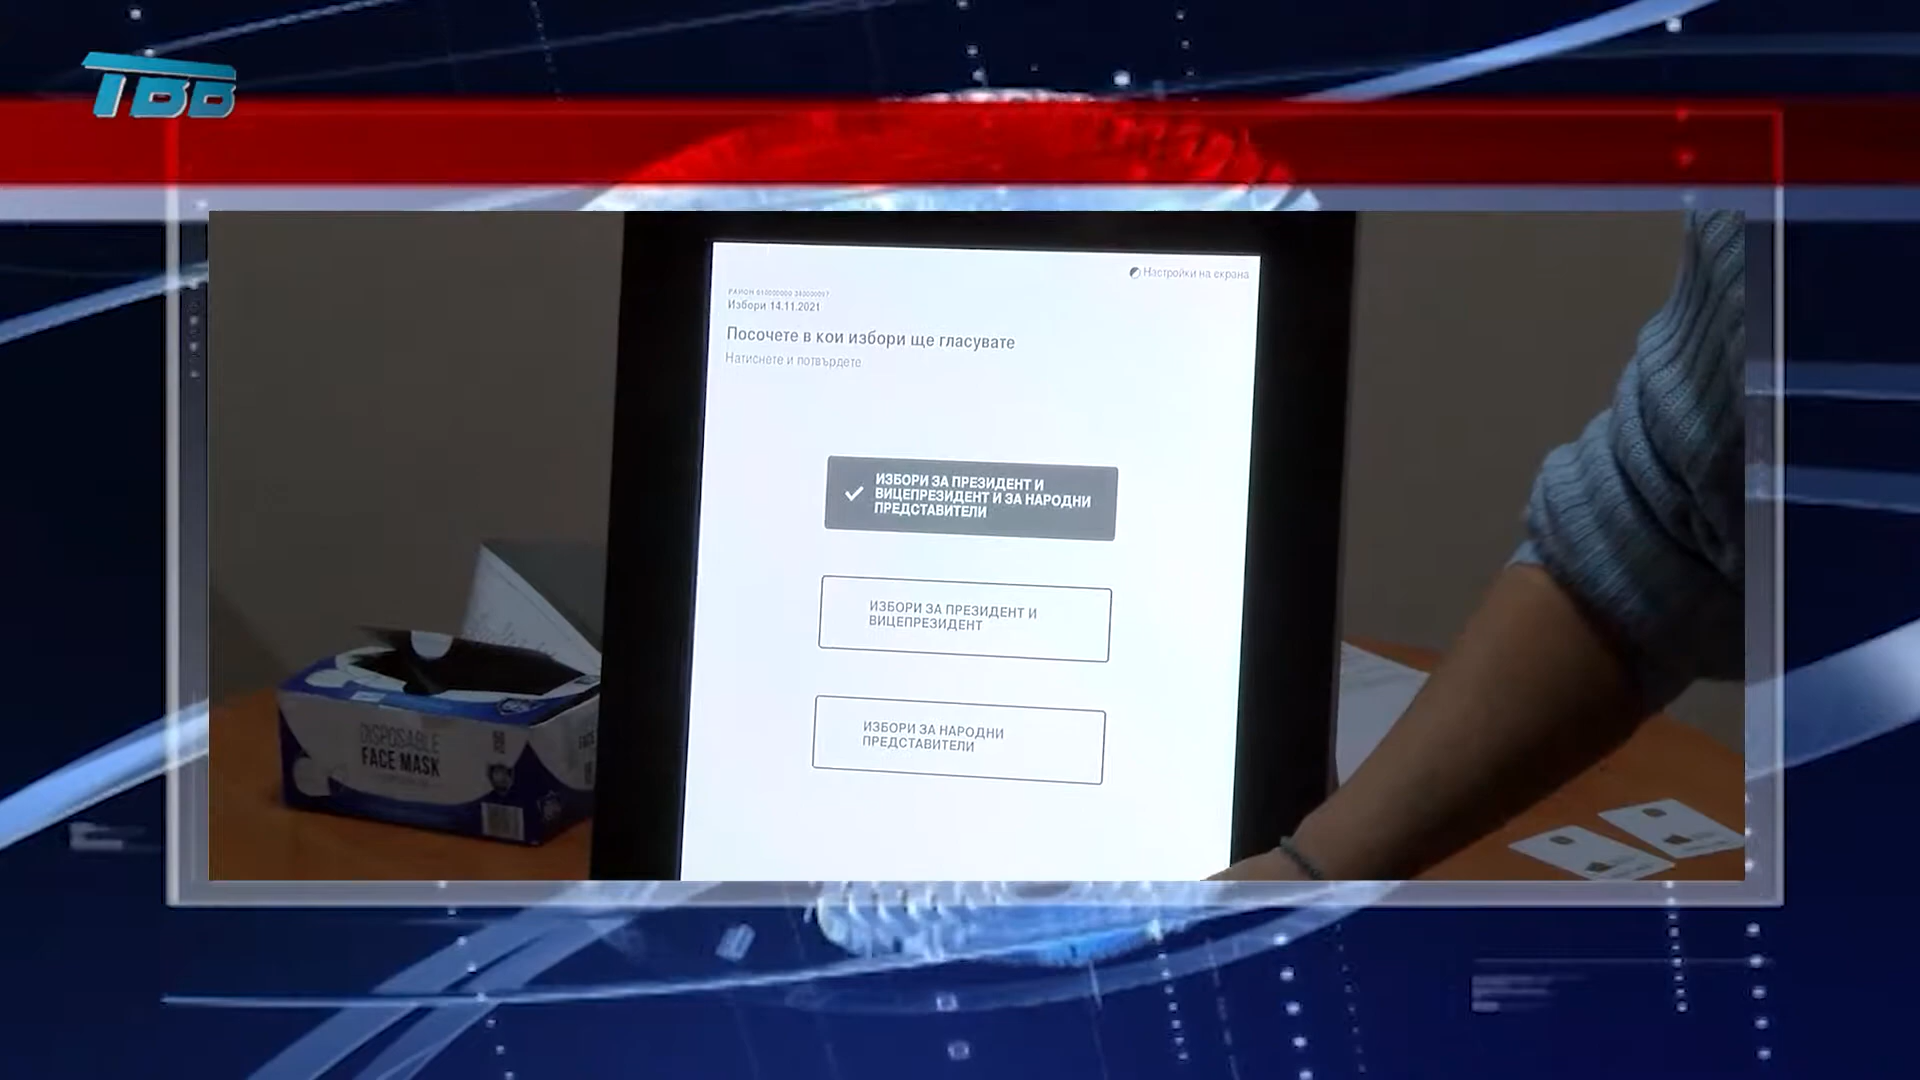 ТВВ
Настройки на екрана
Избори 14.11.2021
Посочете в кои избори ще гласувате
Натиснете и потвърдете
ИЗБОРИ ЗА ПРЕЗИДЕНТ И
ВИЦЕПРЕЗИДЕНТ И ЗА НАРОДНИ
ПРЕДСТАВИТЕЛИ
ИЗБОРИ ЗА ПРЕЗИДЕНТ И
ВИЦЕПРЕЗИДЕНТ
ИЗБОРИ ЗА НАРОДНИ
ПРЕДСТАВИТЕЛИ
DISPOSABLE
FACE MASK